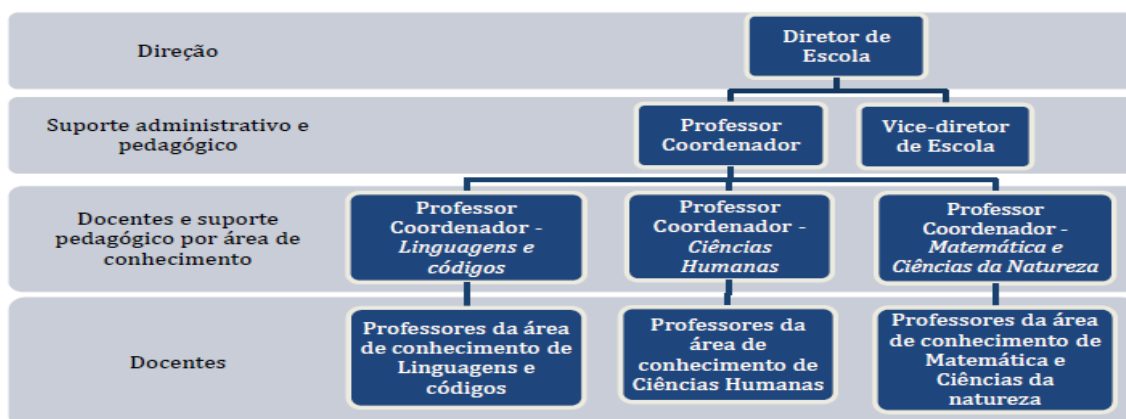 Direção
Diretor de
Escola
Suporte administrativo e
pedagógico
Professor
Coordenador
Vice-diretor
de Escola
Docentes e suporte
pedagógico por área de
conhecimento
Professor
Coordenador -
Linguagens e
códigos
Professor
Coordenador -
Ciências
Humanas
Professor
Coordenador -
Matemática e
Ciências da Natureza
Docentes
Professores da área
de conhecimento de
Linguagens e
códigos
Professores da
área de
conhecimento de
Ciências Humanas
Professores da área
de conhecimento de
Matemática e
Ciências da
natureza